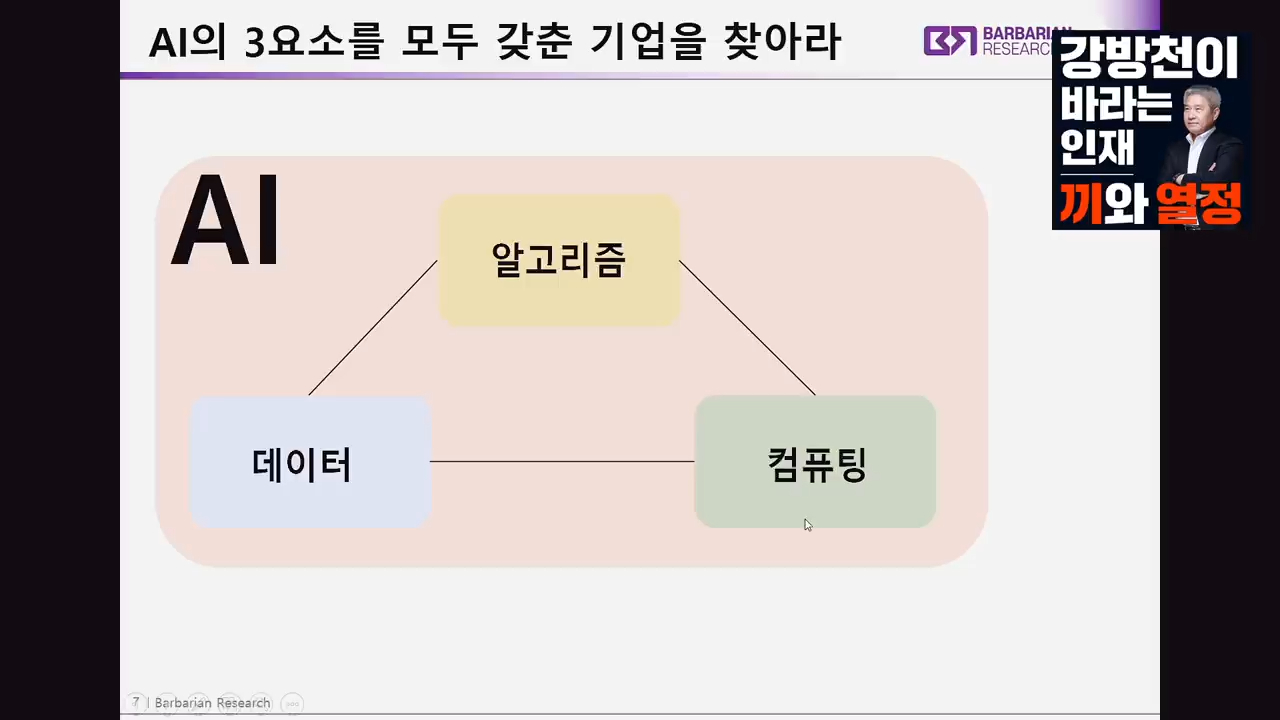 AI의 3요소를 모두 갖춘 기업을 찾아라
BARBARIAN
RESEARCH
강방천이
바라는
인재
끼와 열정
AI
알고리즘
데이터
컴퓨팅
7 | Barbarian Research